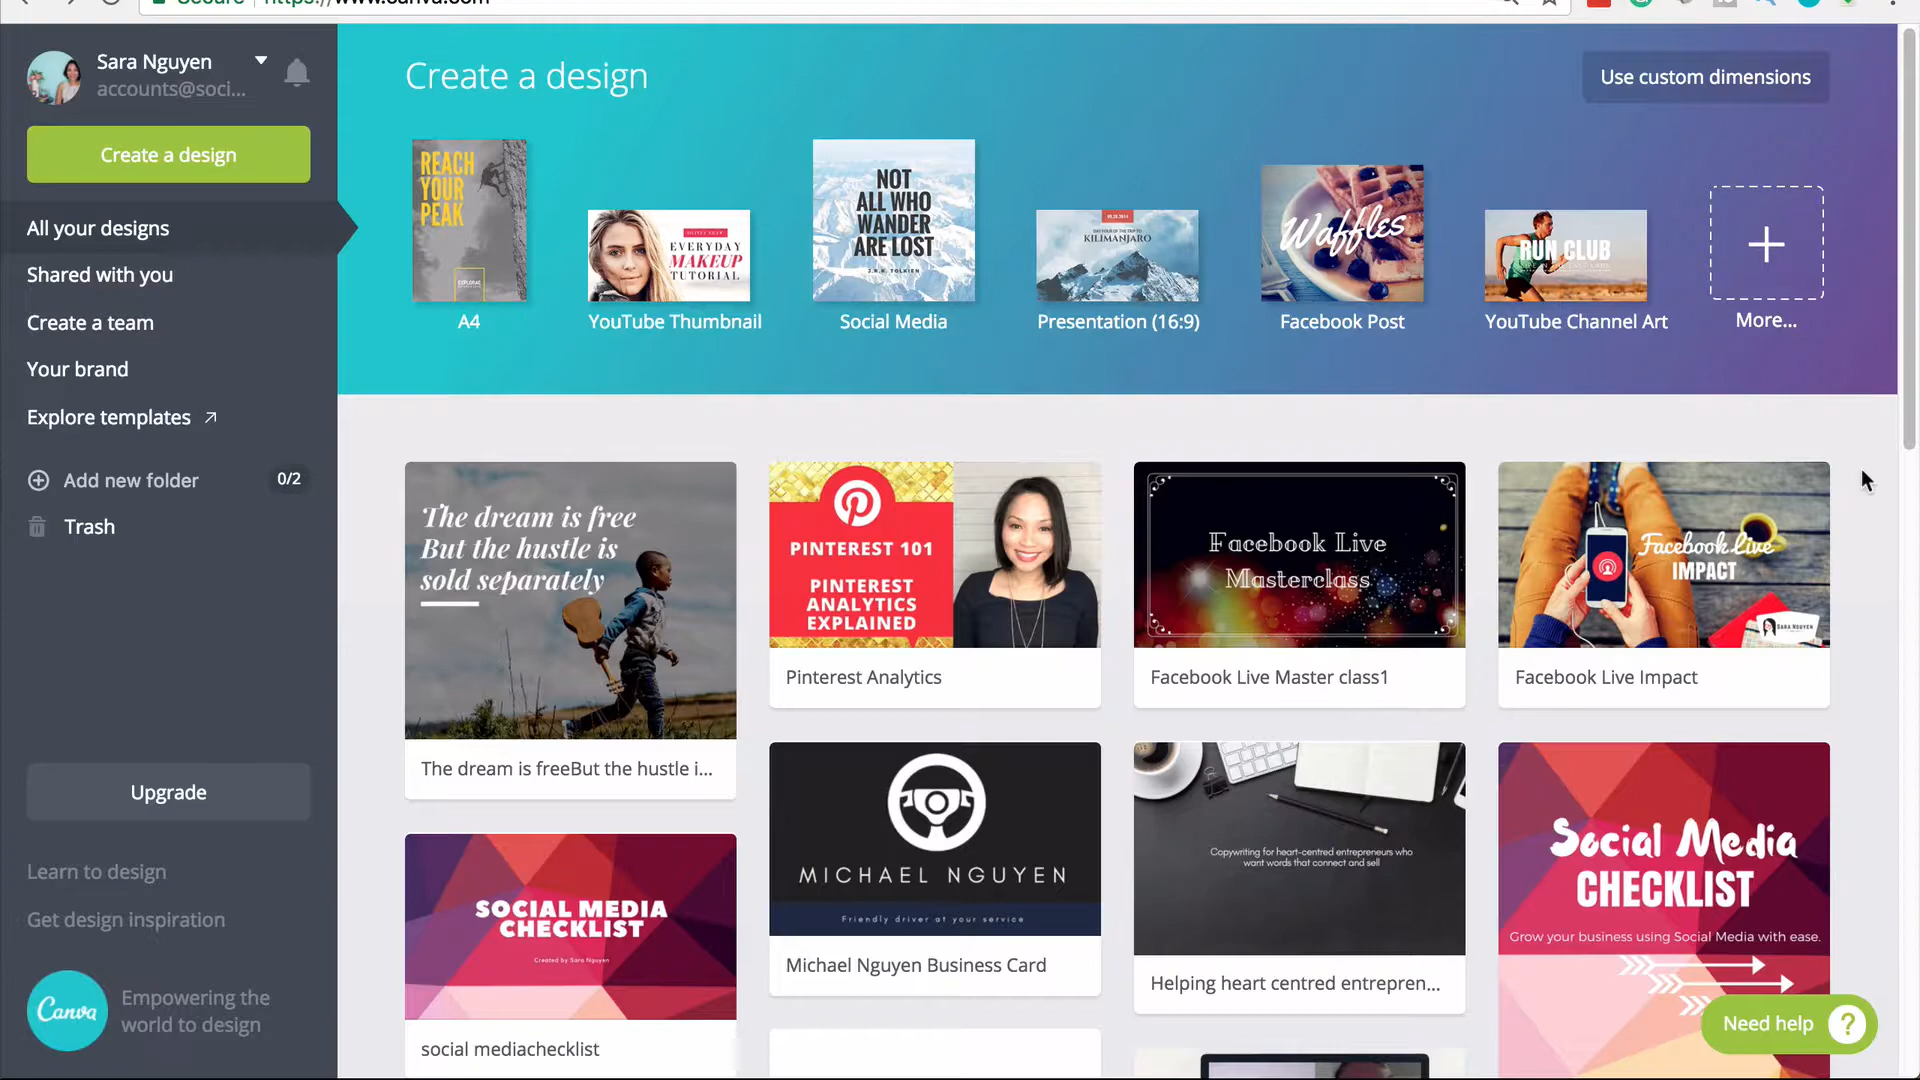 Secure
https://www.canva.com
Sara Nguyen
accounts@soci...
Create a design
All your designs
Shared with you
Create a team
Your brand
Explore templates
Add new folder
0/2
Trash
Upgrade
Learn to design
Get design inspiration
Canva
Empowering the
world to design
Create a design
Use custom dimensions
REACH
YOUR
PEAK
A4
EVERYDAY
MAKEUP
TUTORIAL
YouTube Thumbnail
NOT
ALL WHO
WANDER
ARE LOST
J.R.R. TOLKIEN
Social Media
KILIMANJARO
Presentation (16:9)
Waffles
Facebook Post
RUN CLUB
YouTube Channel Art
More...
The dream is free
But the hustle is
sold separately
The dream is freeBut the hustle i...
PINTEREST 101
PINTEREST
ANALYTICS
EXPLAINED
Pinterest Analytics
Facebook Live
Masterclass
Facebook Live Master class1
Facebook Live
IMPACT
SARA NGUYEN
Facebook Live Impact
SOCIAL MEDIA
CHECKLIST
Created by Sara Nguyen
social mediachecklist
MICHAEL NGUYEN
Friendly driver at your service
Michael Nguyen Business Card
Copywriting for heart-centred entrepreneurs who
want words that connect and sell
Helping heart centred entrepren...
Social Media
CHECKLIST
Grow your business using Social Media with ease.
Need help
?